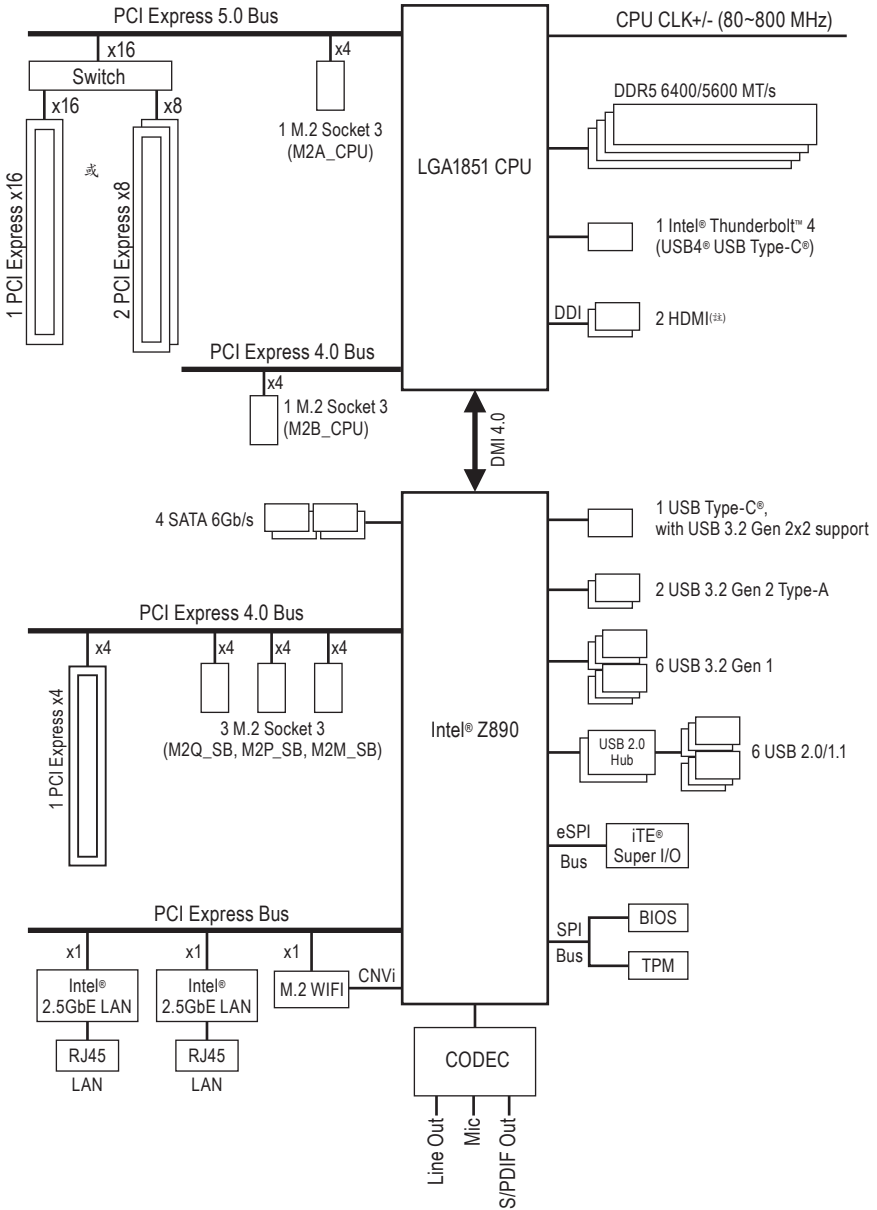 PCI Express 5.0 Bus
CPU CLK+/- (80~800 MHz)
x16
x4
Switch
x16
x8
1 M.2 Socket 3
(M2A_CPU)
1 PCI Express x16
或
2 PCI Express x8
LGA1851 CPU
DDR5 6400/5600 MT/s
1 Intel® Thunderbolt™ 4
(USB4® USB Type-C®)
DDI
2 HDMI(註)
PCI Express 4.0 Bus
x4
1 M.2 Socket 3
(M2B_CPU)
DMI 4.0
4 SATA 6Gb/s
1 USB Type-C®,
with USB 3.2 Gen 2x2 support
2 USB 3.2 Gen 2 Type-A
PCI Express 4.0 Bus
x4
x4
x4
x4
1 PCI Express x4
3 M.2 Socket 3
(M2Q_SB, M2P_SB, M2M_SB)
6 USB 3.2 Gen 1
Intel® Z890
USB 2.0
Hub
6 USB 2.0/1.1
eSPI
Bus
iTE®
Super I/O
PCI Express Bus
x1
x1
x1
SPI
Bus
BIOS
TPM
Intel®
2.5GbE LAN
Intel®
2.5GbE LAN
M.2 WIFI
CNVi
RJ45
RJ45
LAN
LAN
CODEC
Line Out
Mic
S/PDIF Out